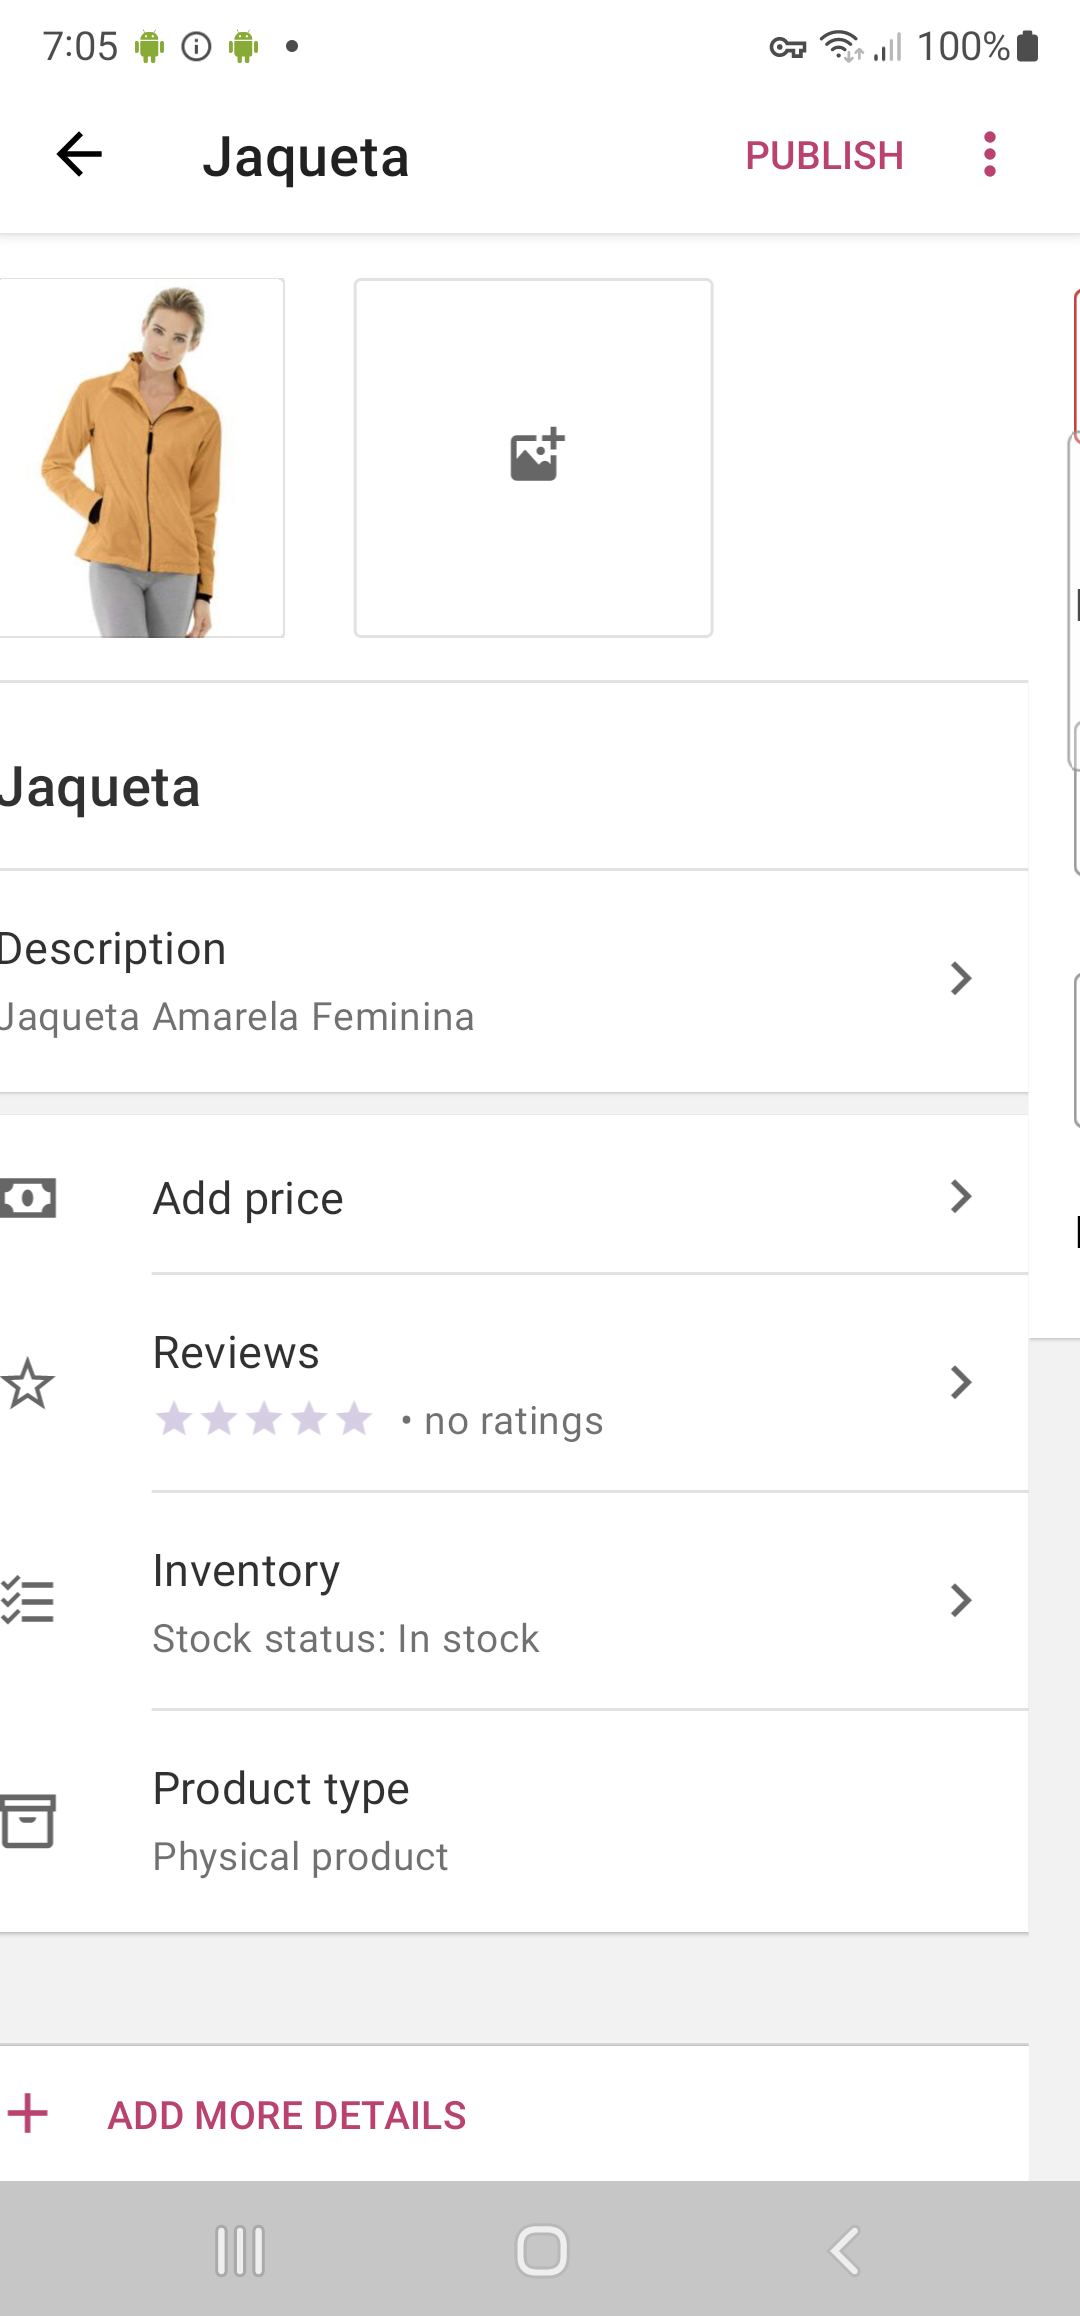 7:05
100%
Jaqueta
PUBLISH
Jaqueta
Description
Jaqueta Amarela Feminina
Add price
Reviews
• no ratings
Inventory
Stock status: In stock
Product type
Physical product
ADD MORE DETAILS